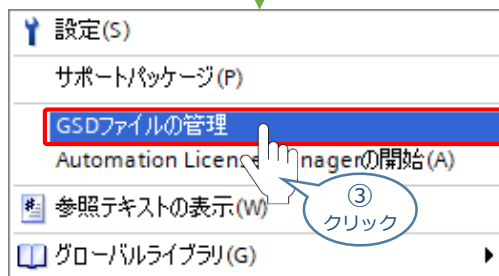 設定(S)
サポートパッケージ(P)
GSDファイルの管理
Automation License Managerの開始(A)
参照テキストの表示(W)
③
クリック
グローバルライブラリ(G)